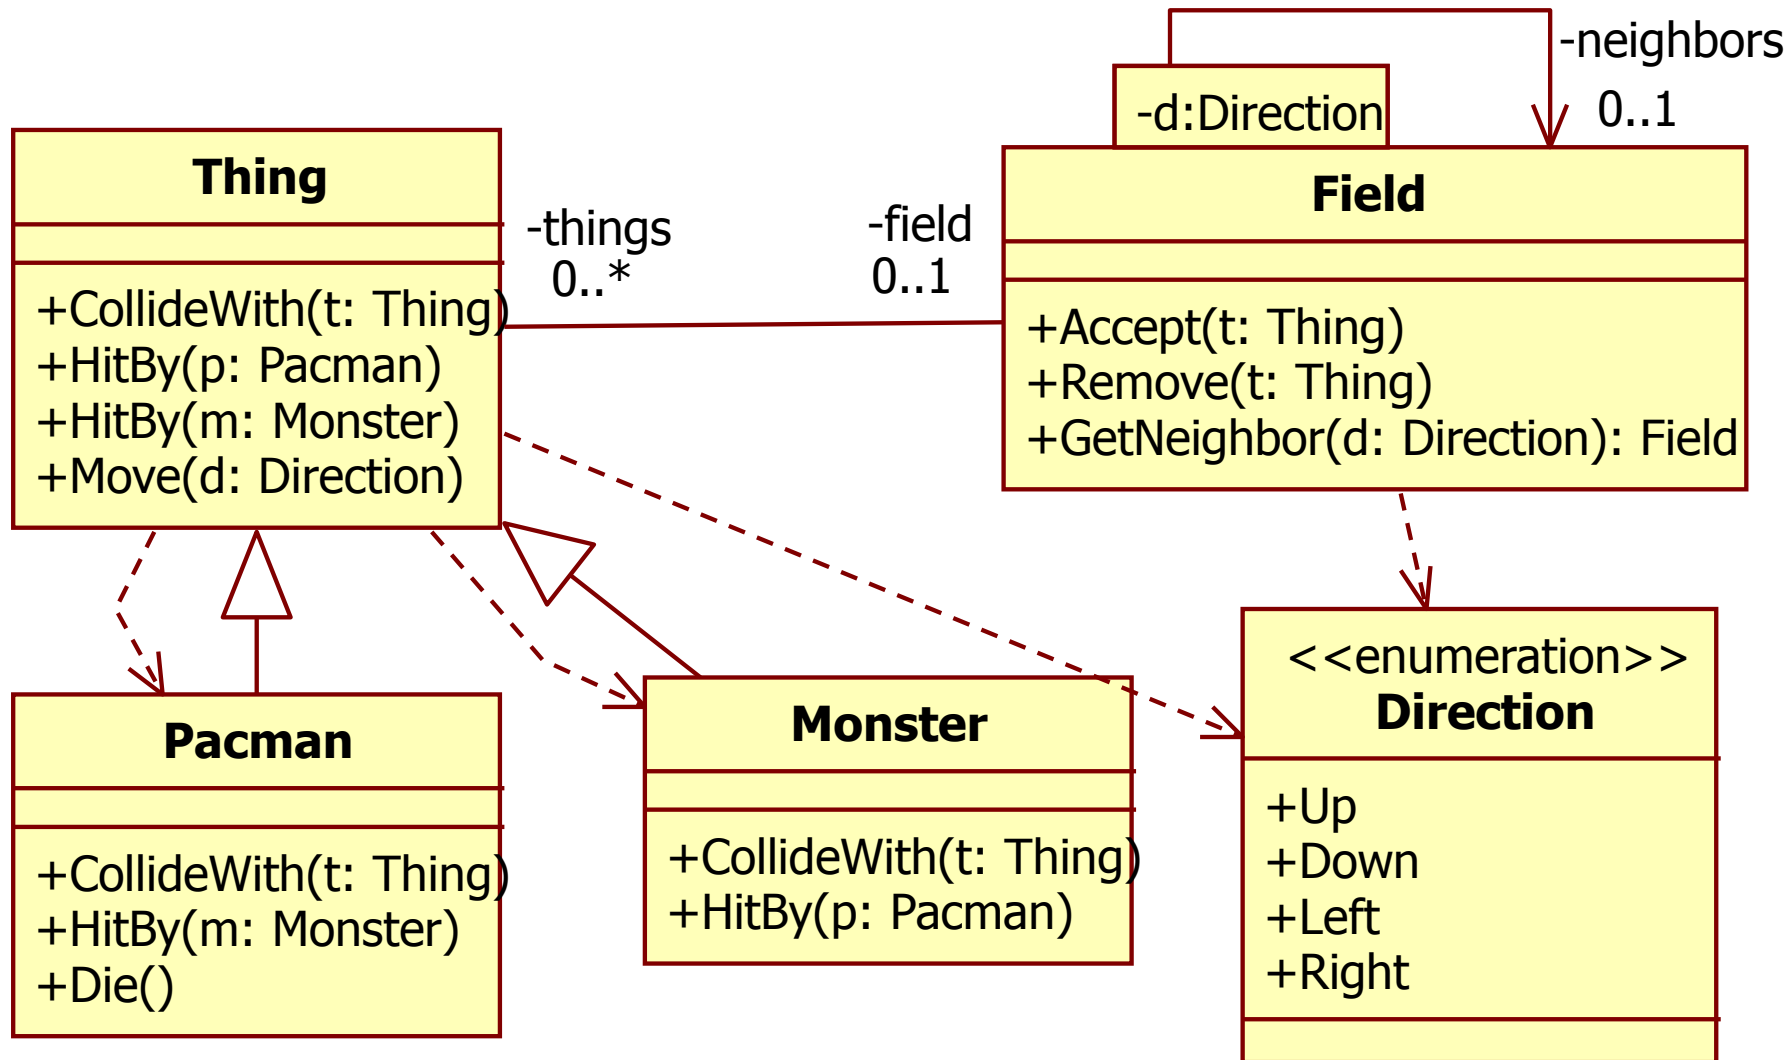 Thing
+CollideWith(t: Thing)
+HitBy(p: Pacman)
+HitBy(m: Monster)
+Move(d: Direction)
-things
0..*
-field
0..1
-neighbors
0..1
-d:Direction
Field
+Accept(t: Thing)
+Remove(t: Thing)
+GetNeighbor(d: Direction): Field
Pacman
+CollideWith(t: Thing)
+HitBy(m: Monster)
+Die()
Monster
+CollideWith(t: Thing)
+HitBy(p: Pacman)
<<enumeration>>
Direction
+Up
+Down
+Left
+Right